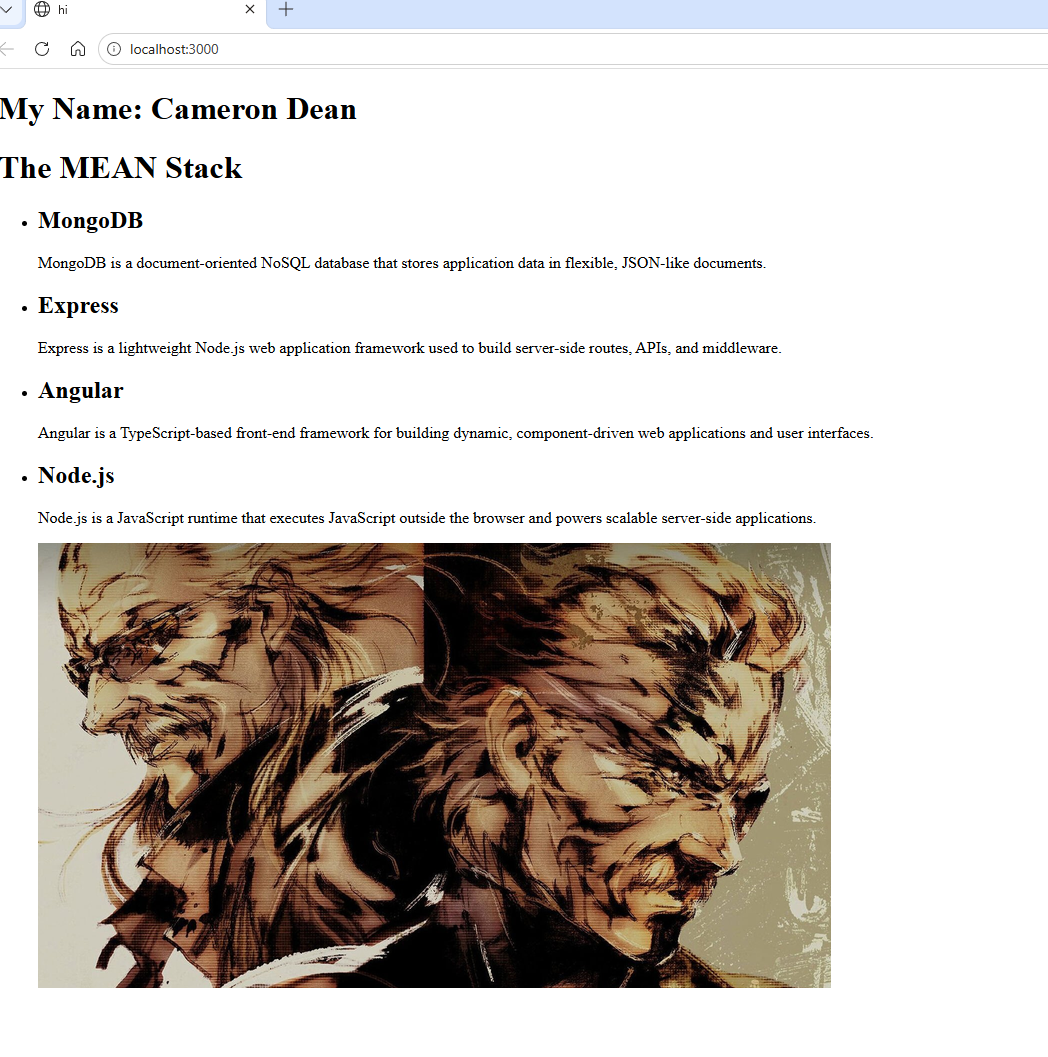 hi
localhost:3000
My Name: Cameron Dean
The MEAN Stack
MongoDB
MongoDB is a document-oriented NoSQL database that stores application data in flexible, JSON-like documents.
Express
Express is a lightweight Node.js web application framework used to build server-side routes, APIs, and middleware.
Angular
Angular is a TypeScript-based front-end framework for building dynamic, component-driven web applications and user interfaces.
Node.js
Node.js is a JavaScript runtime that executes JavaScript outside the browser and powers scalable server-side applications.